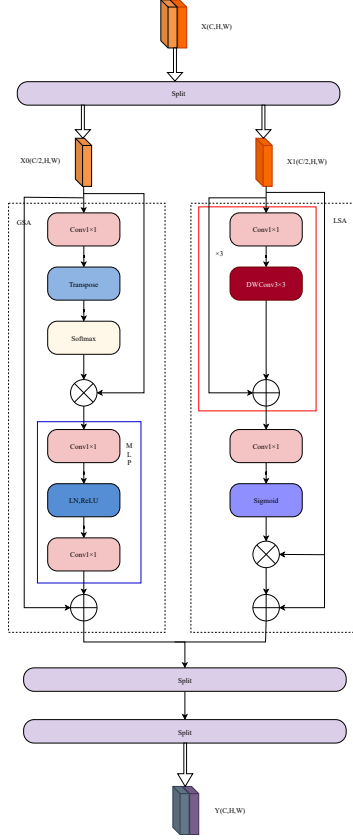 X(C,H,W)
Split
X0(C/2,H,W)
X1(C/2,H,W)
GSA
LSA
Conv1×1
Transpose
Softmax
Conv1×1
M
L
P
LN,ReLU
Conv1×1
Conv1×1
×3
DWConv3×3
Conv1×1
Sigmoid
Split
Split
Y(C,H,W)